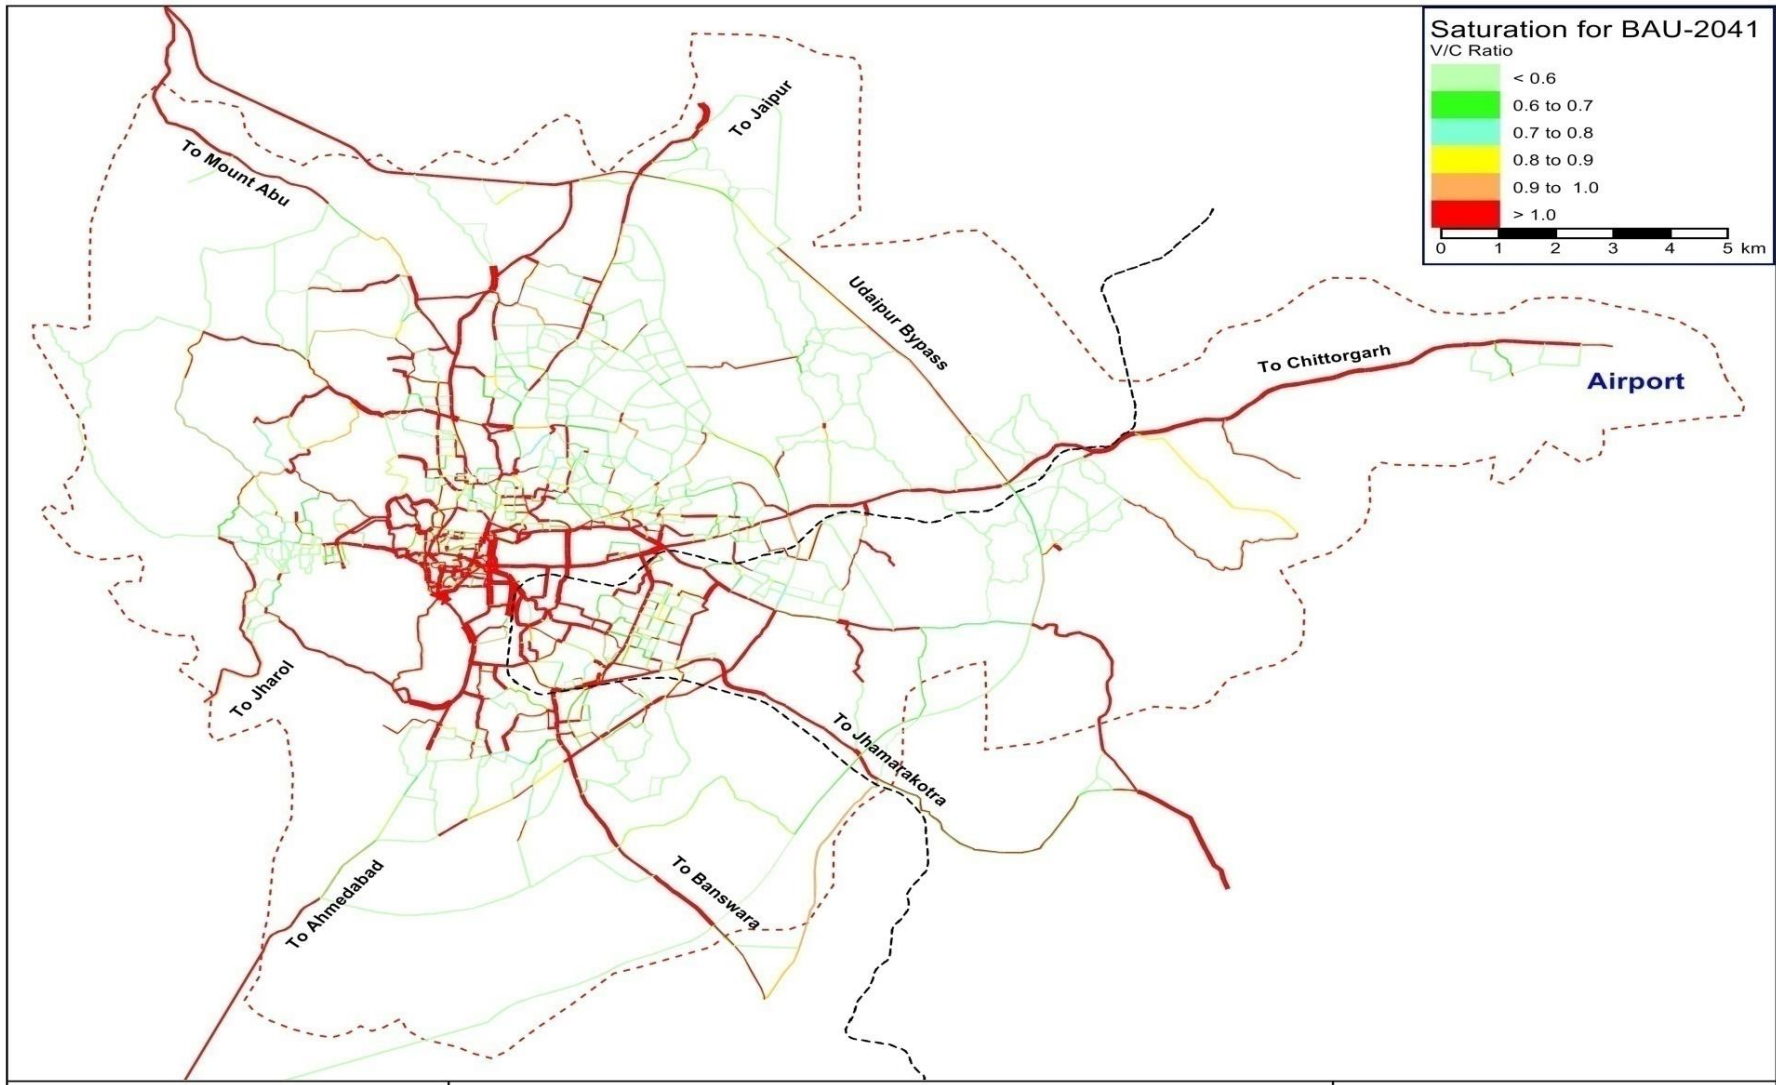 Saturation for BAU-2041
V/C Ratio
< 0.6
0.6 to 0.7
0.7 to 0.8
0.8 to 0.9
0.9 to 1.0
> 1.0
0 1 2 3 4 5 km
To Jaipur
To Mount Abu
Udaipur Bypass
To Chittorgarh
Airport
To Jharol
To Jhamarakotra
To Banswara
To Ahmedabad